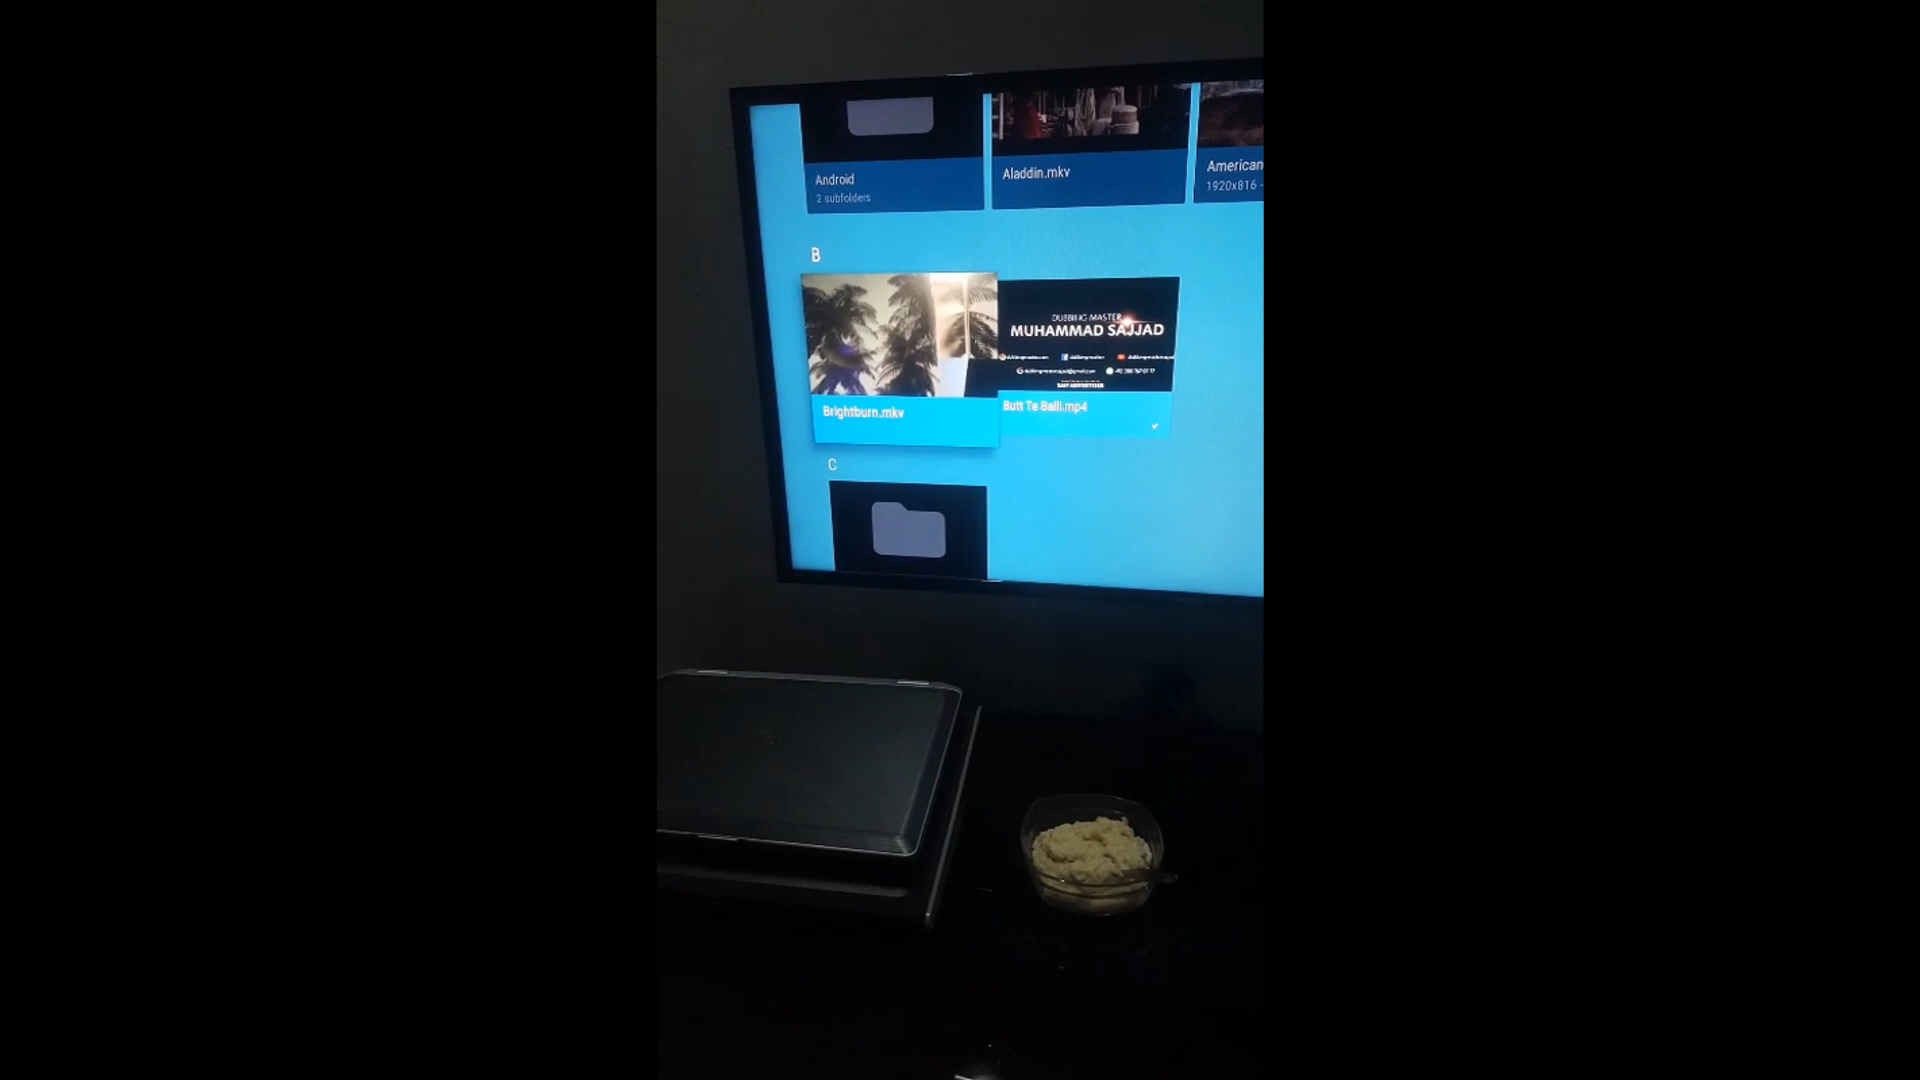 Android
2 subfolders
Aladdin.mkv
American
1920x816 -
B
Brightburn.mkv
DUBBING MASTER
MUHAMMAD SAJJAD
Butt Te Balli.mp4
C